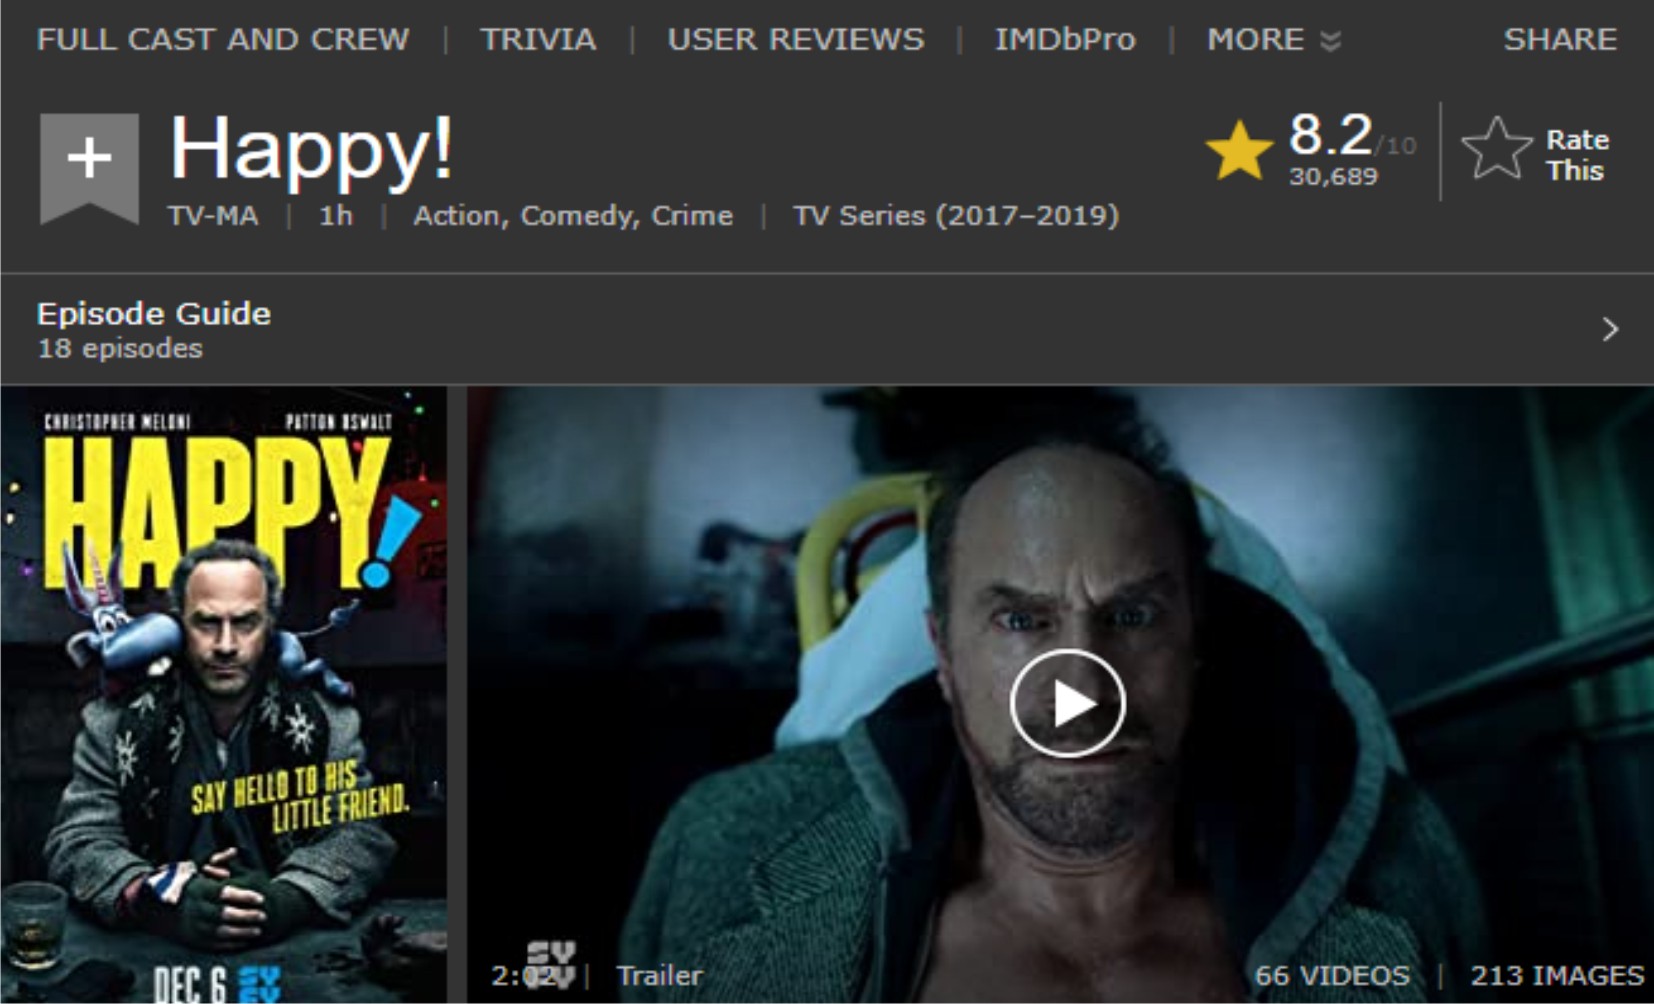 FULL CAST AND CREW | TRIVIA | USER REVIEWS | IMDbPro | MORE SHARE
+ Happy!
8.2/10
30,689
Rate
This
TV-MA | 1h | Action, Comedy, Crime | TV Series (2017–2019)
Episode Guide
18 episodes
CHRISTOPHER MELONI PATTON OSWALT
HAPPY!
SAY HELLO TO HIS
LITTLE FRIEND.
DEC 6 SYFY
SYFY
2:02 | Trailer
66 VIDEOS | 213 IMAGES